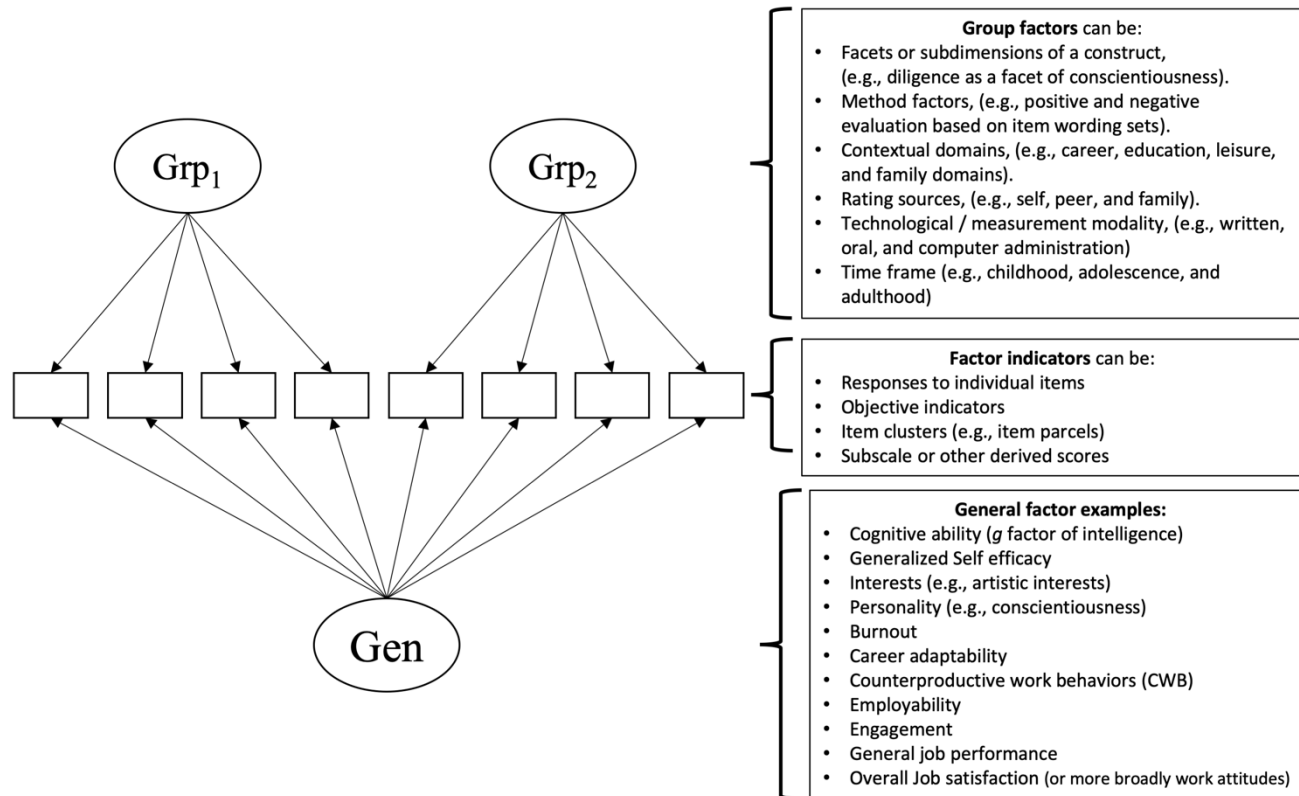 Grp₁
Grp₂
Gen
Group factors can be:
• Facets or subdimensions of a construct,
(e.g., diligence as a facet of conscientiousness).
• Method factors, (e.g., positive and negative
evaluation based on item wording sets).
• Contextual domains, (e.g., career, education, leisure,
and family domains).
• Rating sources, (e.g., self, peer, and family).
• Technological / measurement modality, (e.g., written,
oral, and computer administration)
• Time frame (e.g., childhood, adolescence, and
adulthood)
Factor indicators can be:
• Responses to individual items
• Objective indicators
• Item clusters (e.g., item parcels)
• Subscale or other derived scores
General factor examples:
• Cognitive ability (g factor of intelligence)
• Generalized Self efficacy
• Interests (e.g., artistic interests)
• Personality (e.g., conscientiousness)
• Burnout
• Career adaptability
• Counterproductive work behaviors (CWB)
• Employability
• Engagement
• General job performance
• Overall Job satisfaction (or more broadly work attitudes)